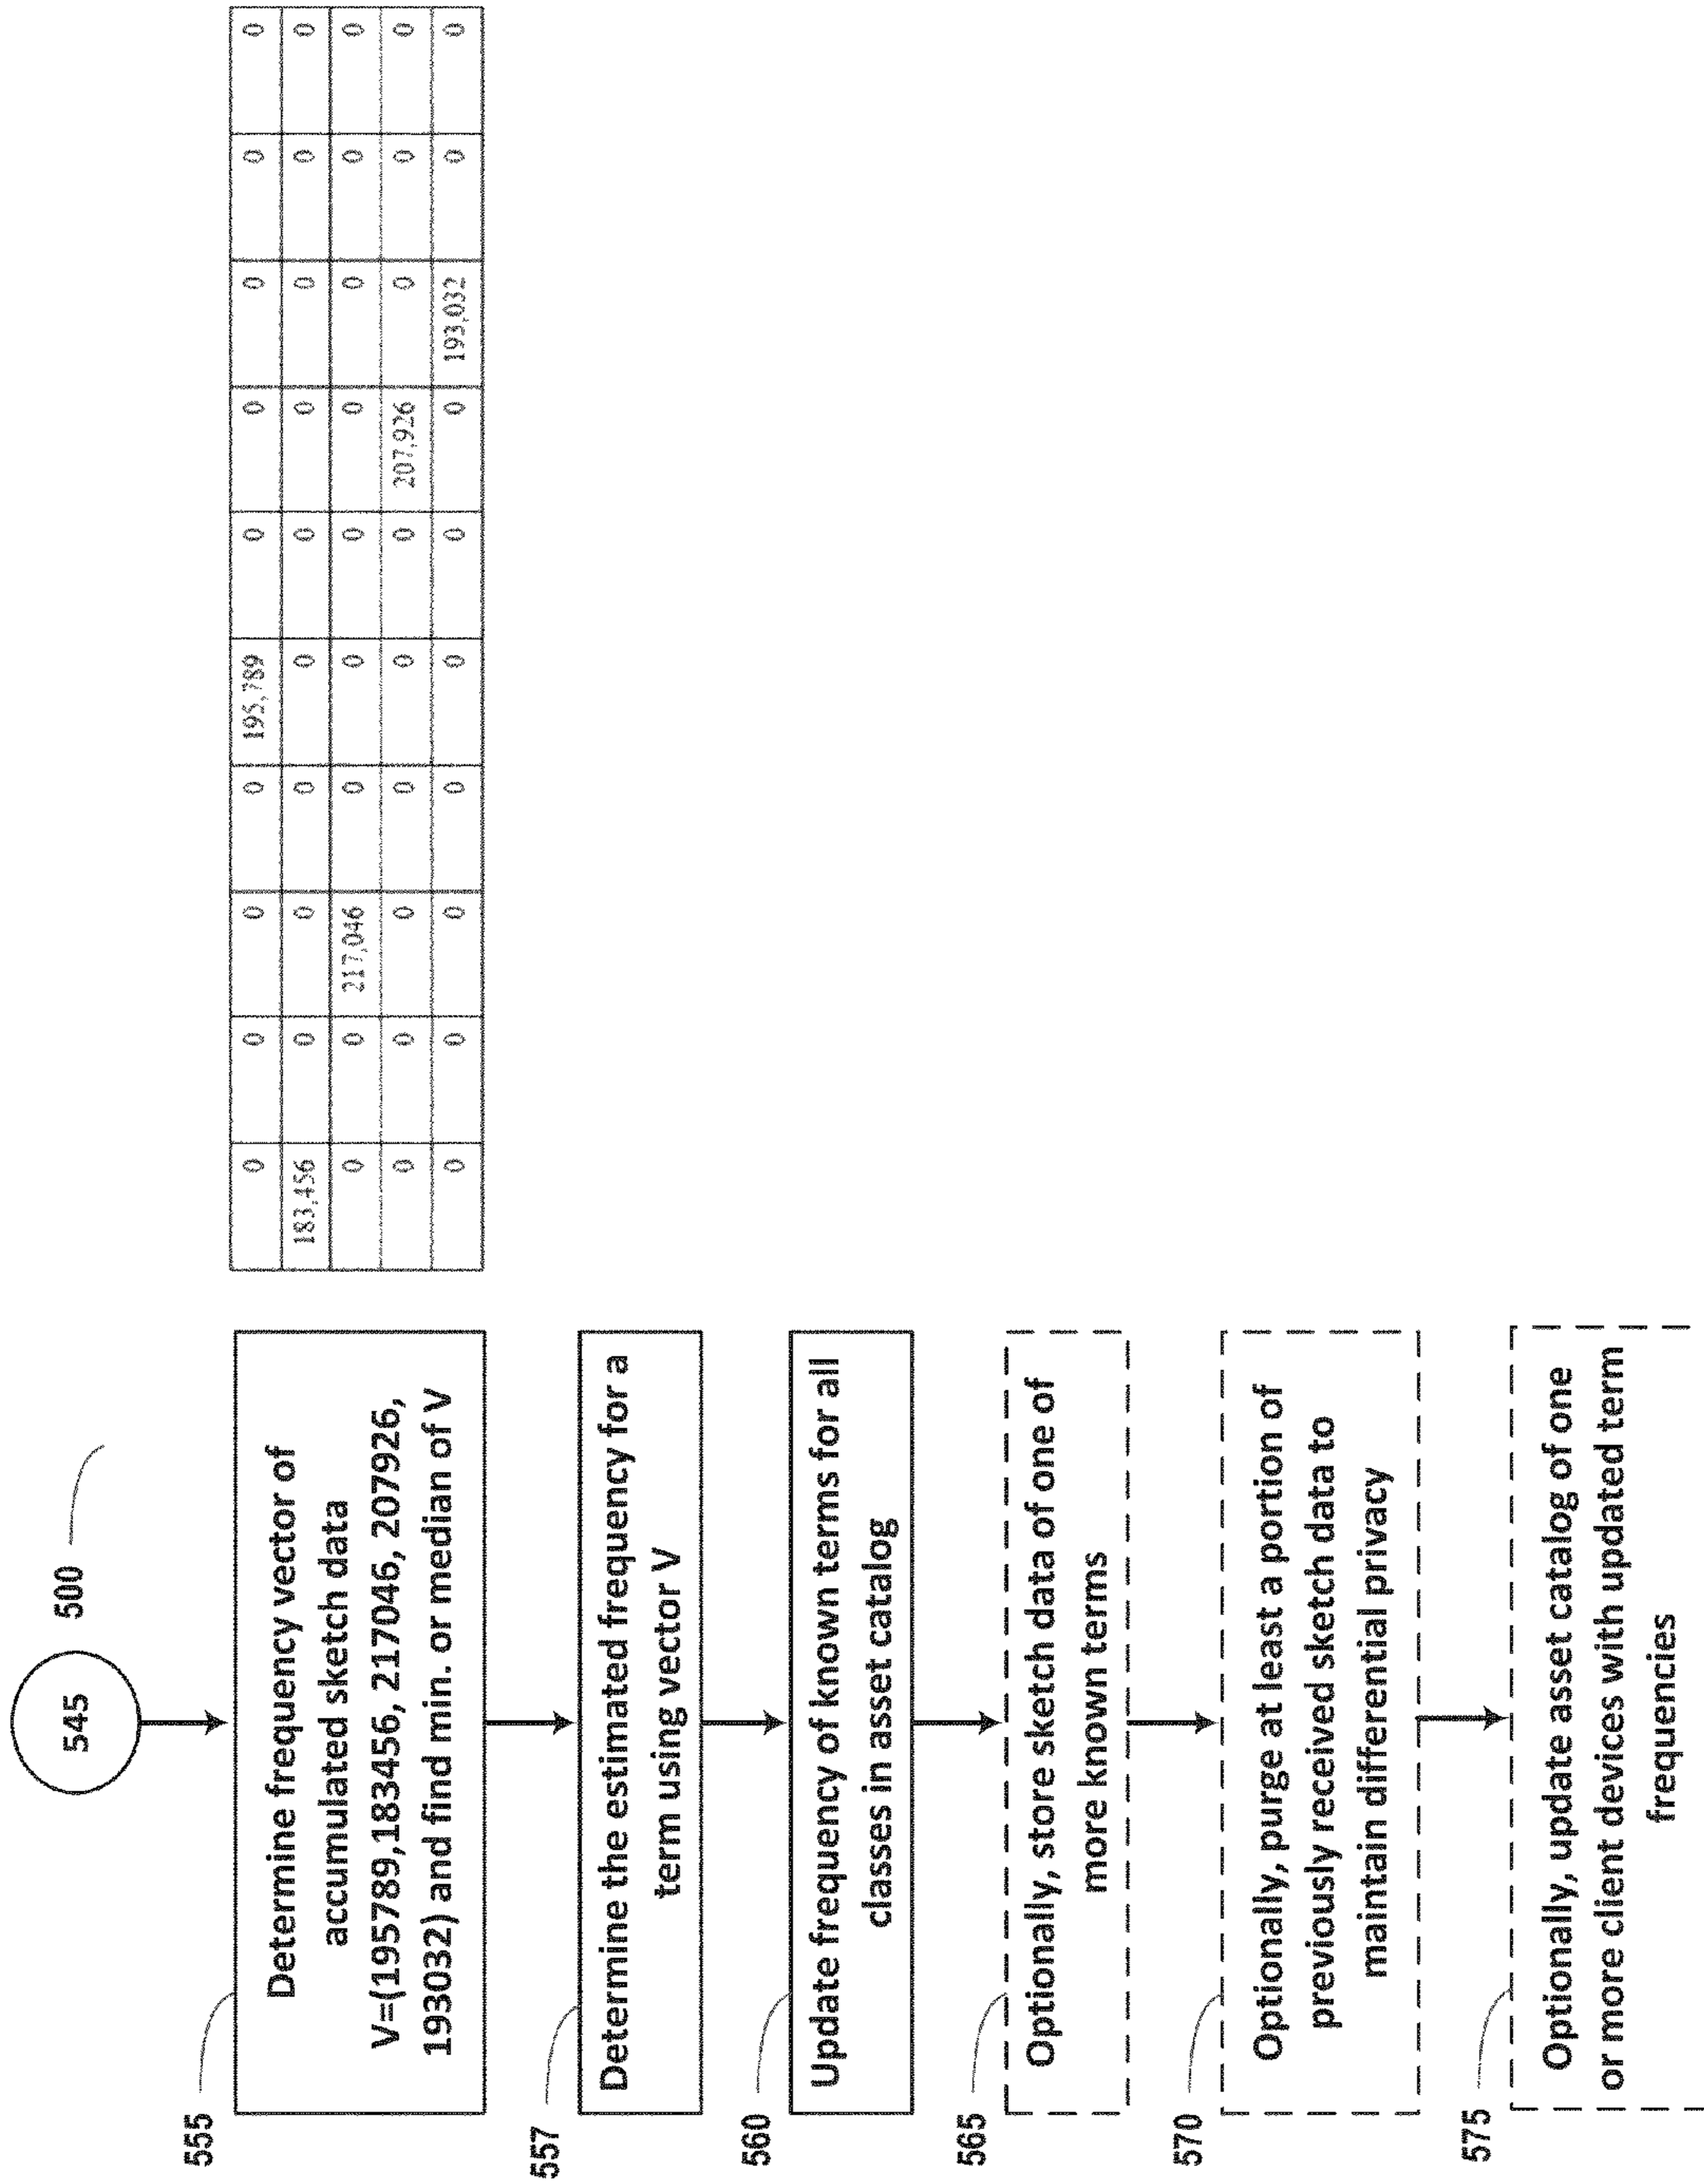 545
500
555
Determine frequency vector of
accumulated sketch data
V=(195789,183456, 217046, 207926,
193032) and find min. or median of V
0 0 0 0 195,789 0 0 0 0 0
183,456 0 0 0 0 0 0 0 0 0
0 0 217,046 0 0 0 0 0 0 0
0 0 0 0 0 0 207,926 0 0 0
0 0 0 0 0 0 0 193,032 0 0
557
Determine the estimated frequency for a
term using vector V
560
Update frequency of known terms for all
classes in asset catalog
565
Optionally, store sketch data of one of
more known terms
570
Optionally, purge at least a portion of
previously received sketch data to
maintain differential privacy
575
Optionally, update asset catalog of one
or more client devices with updated term
frequencies